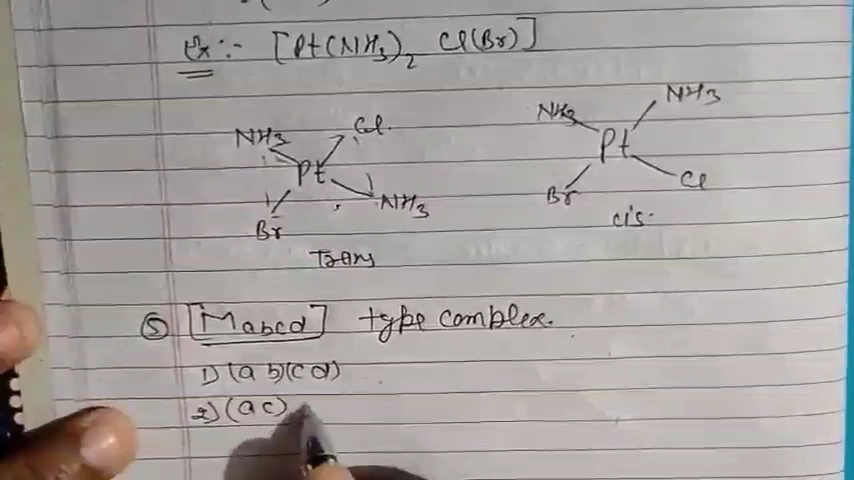 Ex:- [Pt(NH3)2 Cl(Br)]
NH3 Cl.
Pt
Br NH3
Trans
NH3 NH3
Pt
Br Cl
cis.
⑤ [Mabcd] type complex.
1) (a b)(c d)
2) (a c)